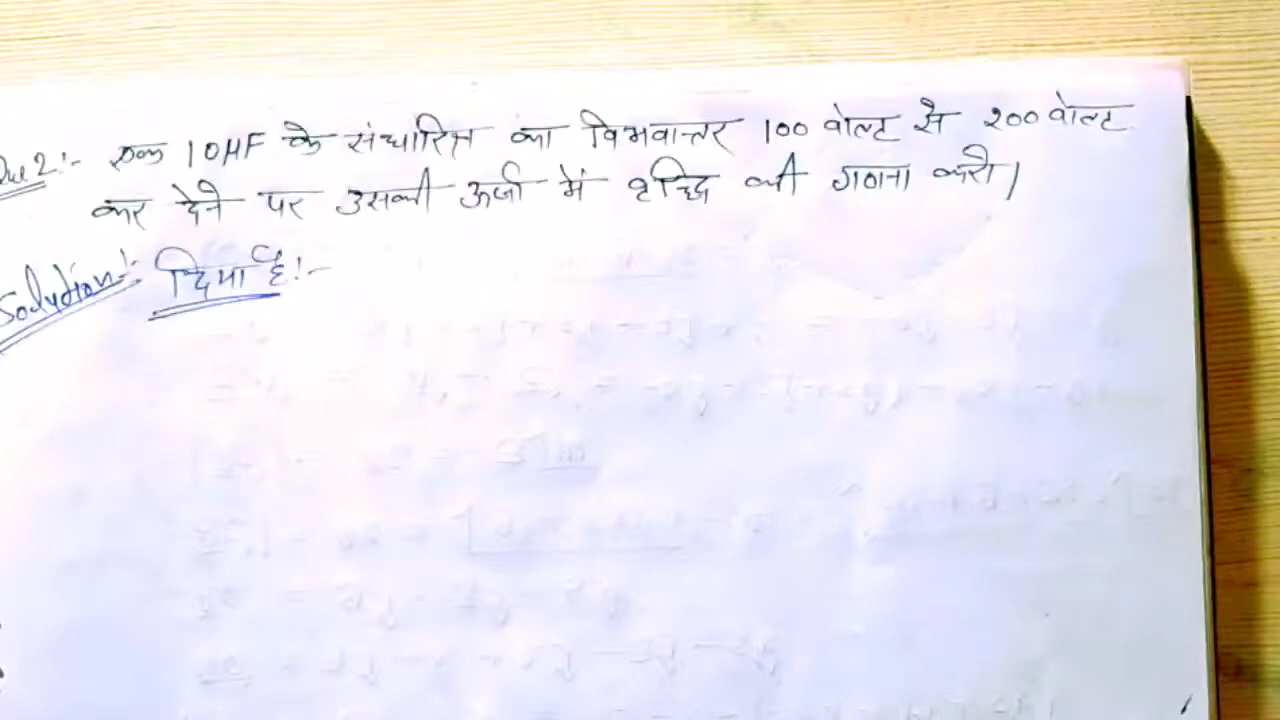 Que 2:- एक 10μF के संधारित्र का विभवान्तर 100 वोल्ट से 200 वोल्ट
कर देने पर उसकी ऊर्जा में वृद्धि की गणना करो।
Solution:- दिया है:-